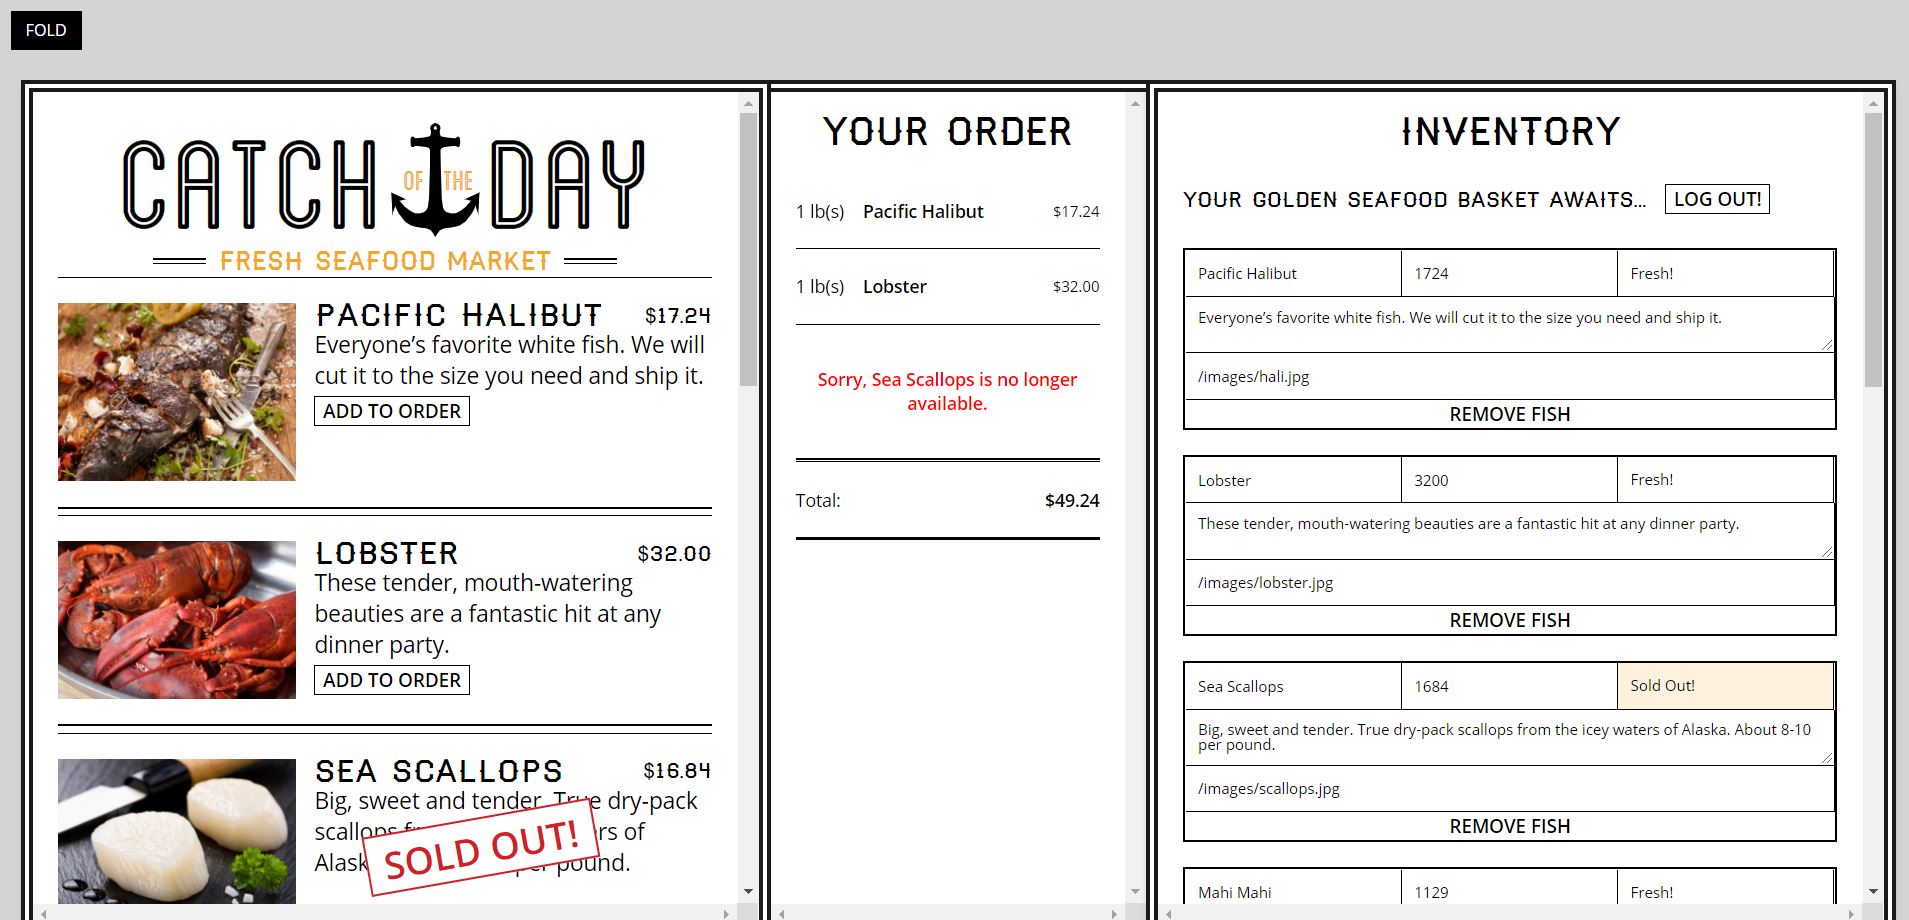 FOLD
CATCH OF THE DAY
FRESH SEAFOOD MARKET
PACIFIC HALIBUT $17.24
Everyone’s favorite white fish. We will
cut it to the size you need and ship it.
ADD TO ORDER
LOBSTER $32.00
These tender, mouth-watering
beauties are a fantastic hit at any
dinner party.
ADD TO ORDER
SEA SCALLOPS $16.84
Big, sweet and tender. True dry-pack
scallops rs of
Alask per pound.
SOLD OUT!
YOUR ORDER
1 lb(s) Pacific Halibut $17.24
1 lb(s) Lobster $32.00
Sorry, Sea Scallops is no longer
available.
Total: $49.24
INVENTORY
YOUR GOLDEN SEAFOOD BASKET AWAITS... LOG OUT!
Pacific Halibut 1724 Fresh!
Everyone’s favorite white fish. We will cut it to the size you need and ship it.
/images/hali.jpg
REMOVE FISH
Lobster 3200 Fresh!
These tender, mouth-watering beauties are a fantastic hit at any dinner party.
/images/lobster.jpg
REMOVE FISH
Sea Scallops 1684 Sold Out!
Big, sweet and tender. True dry-pack scallops from the icey waters of Alaska. About 8-10
per pound.
/images/scallops.jpg
REMOVE FISH
Mahi Mahi 1129 Fresh!